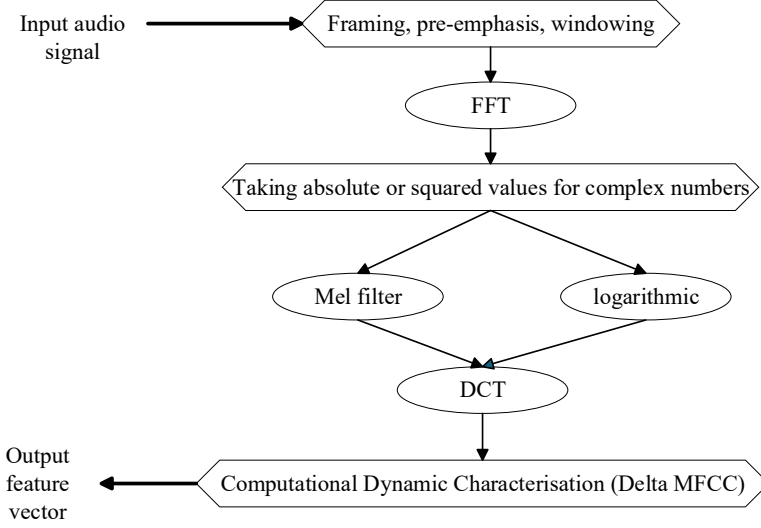 Input audio
signal
Framing, pre-emphasis, windowing
FFT
Taking absolute or squared values for complex numbers
Mel filter
logarithmic
DCT
Computational Dynamic Characterisation (Delta MFCC)
Output
feature
vector